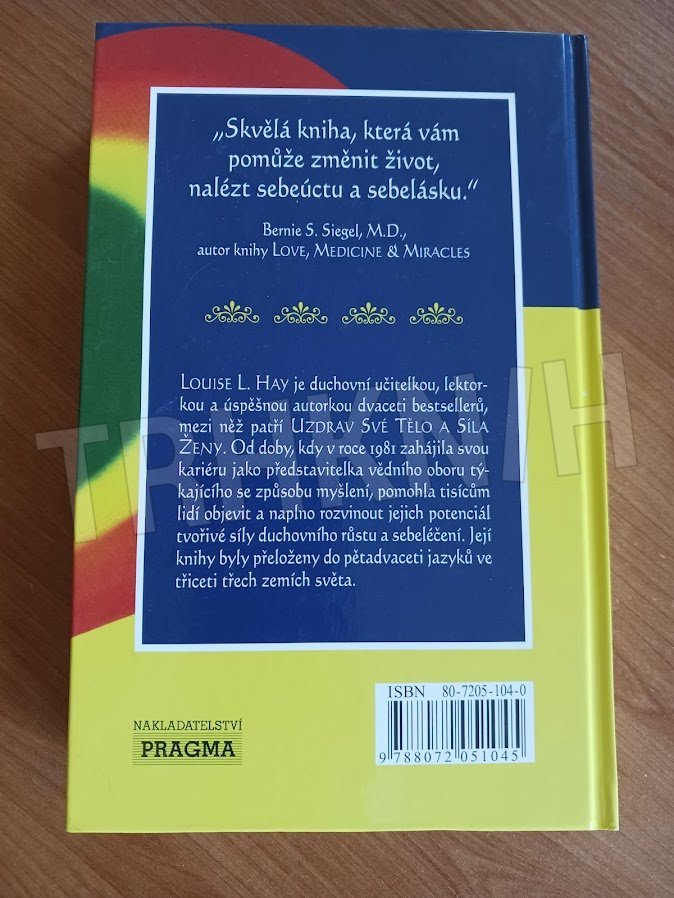 „Skvělá kniha, která vám
pomůže změnit život,
nalézt sebeúctu a sebelásku.“
Bernie S. Siegel, M.D.,
autor knihy LOVE, MEDICINE & MIRACLES
LOUISE L. HAY je duchovní učitelkou, lektor-
kou a úspěšnou autorkou dvaceti bestsellerů,
mezi něž patří UZDRAV SVÉ TĚLO A SÍLA
ŽENY. Od doby, kdy v roce 1981 zahájila svou
kariéru jako představitelka vědního oboru tý-
kajícího se způsobu myšlení, pomohla tisícům
lidí objevit a naplno rozvinout jejich potenciál
tvořivé síly duchovního růstu a sebeléčení. Její
knihy byly přeloženy do pětadvaceti jazyků ve
třiceti třech zemích světa.
TRHKNIH
ISBN 80-7205-104-0
9 788072 051045
NAKLADATELSTVÍ
PRAGMA